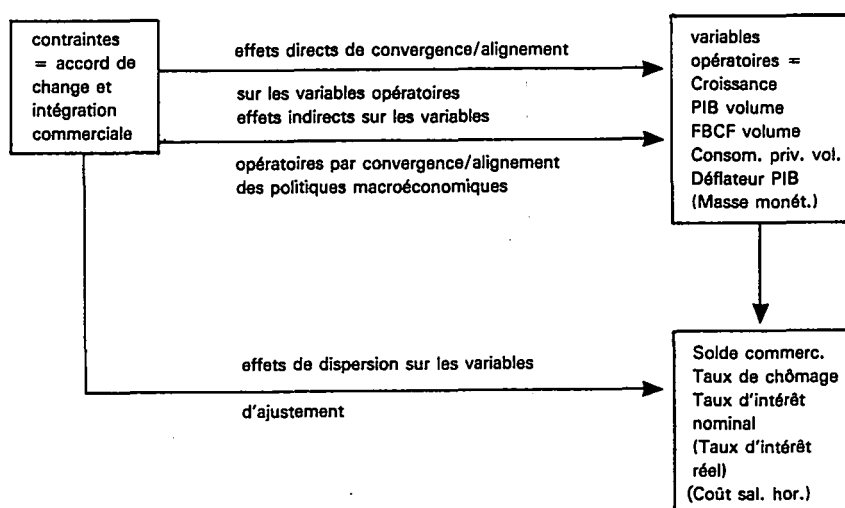 contraintes
= accord de
change et
intégration
commerciale
effets directs de convergence/alignement
sur les variables opératoires
effets indirects sur les variables
opératoires par convergence/alignement
des politiques macroéconomiques
variables
opératoires =
Croissance
PIB volume
FBCF volume
Consom. priv. vol.
Déflateur PIB
(Masse monét.)
effets de dispersion sur les variables
d'ajustement
Solde commerc.
Taux de chômage
Taux d'intérêt
nominal
(Taux d'intérêt
réel)
(Coût sal. hor.)